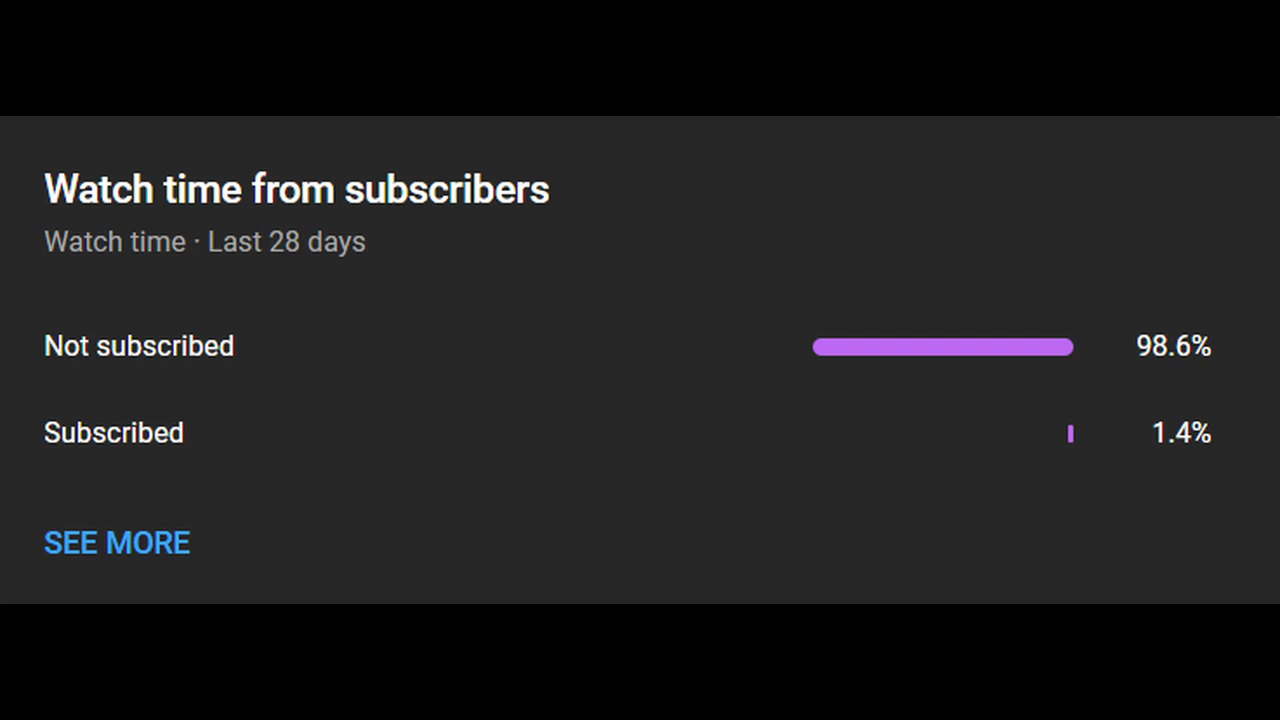 Watch time from subscribers
Watch time · Last 28 days
Not subscribed 98.6%
Subscribed 1.4%
SEE MORE